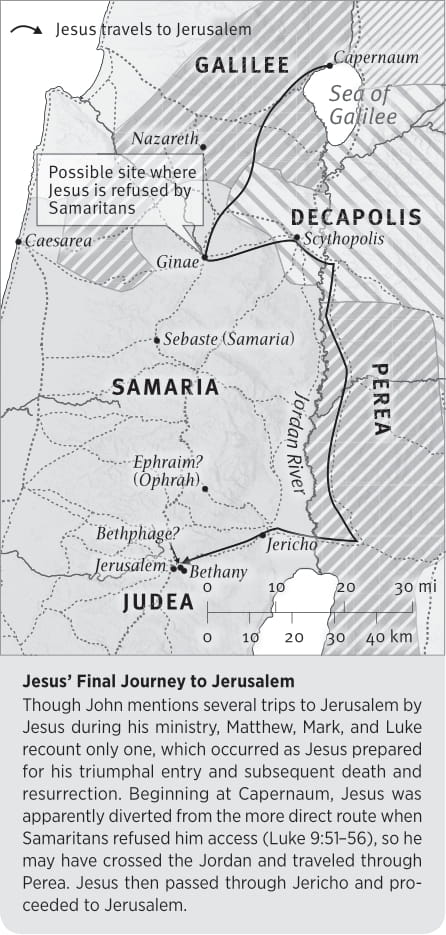 Jesus travels to Jerusalem
GALILEE
Capernaum
Sea of
Galilee
Nazareth
Possible site where
Jesus is refused by
Samaritans
DECAPOLIS
Scythopolis
Caesarea
Ginae
Sebaste (Samaria)
SAMARIA
PEREA
Jordan River
Ephraim?
(Ophrah)
Bethphage?
Jericho
Jerusalem
Bethany
JUDEA
0 10 20 30 mi
0 10 20 30 40 km
Jesus’ Final Journey to Jerusalem
Though John mentions several trips to Jerusalem by
Jesus during his ministry, Matthew, Mark, and Luke
recount only one, which occurred as Jesus prepared
for his triumphal entry and subsequent death and
resurrection. Beginning at Capernaum, Jesus was
apparently diverted from the more direct route when
Samaritans refused him access (Luke 9:51–56), so he
may have crossed the Jordan and traveled through
Perea. Jesus then passed through Jericho and pro-
ceeded to Jerusalem.